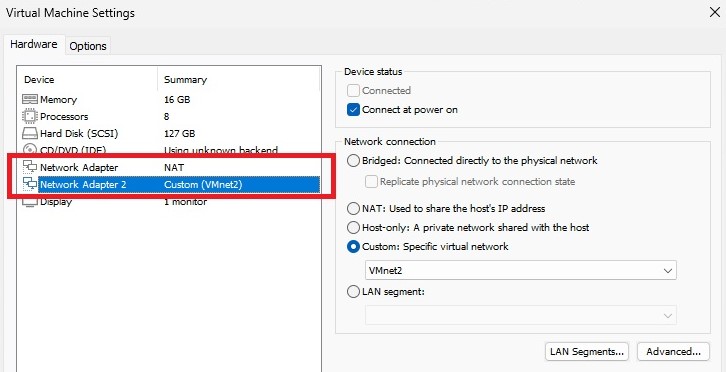 Virtual Machine Settings
Hardware Options
Device Summary
Memory 16 GB
Processors 8
Hard Disk (SCSI) 127 GB
CD/DVD (IDE) Using unknown backend
Network Adapter NAT
Network Adapter 2 Custom (VMnet2)
Display 1 monitor
Device status
Connected
Connect at power on
Network connection
Bridged: Connected directly to the physical network
Replicate physical network connection state
NAT: Used to share the host's IP address
Host-only: A private network shared with the host
Custom: Specific virtual network
VMnet2
LAN segment:
LAN Segments... Advanced...